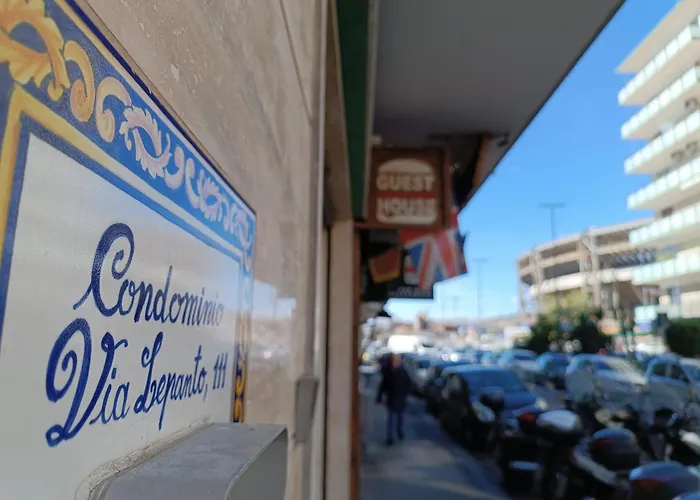 Condominio
Via Lepanto, 111
GUEST
HOUSE